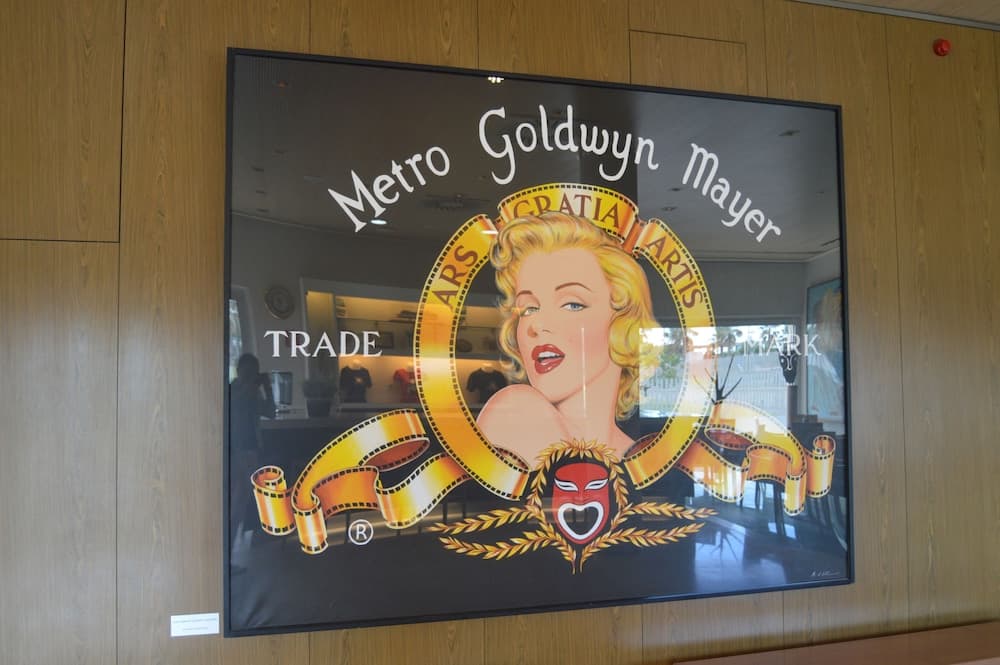 Metro Goldwyn Mayer
ARS GRATIA ARTIS
TRADE MARK
®